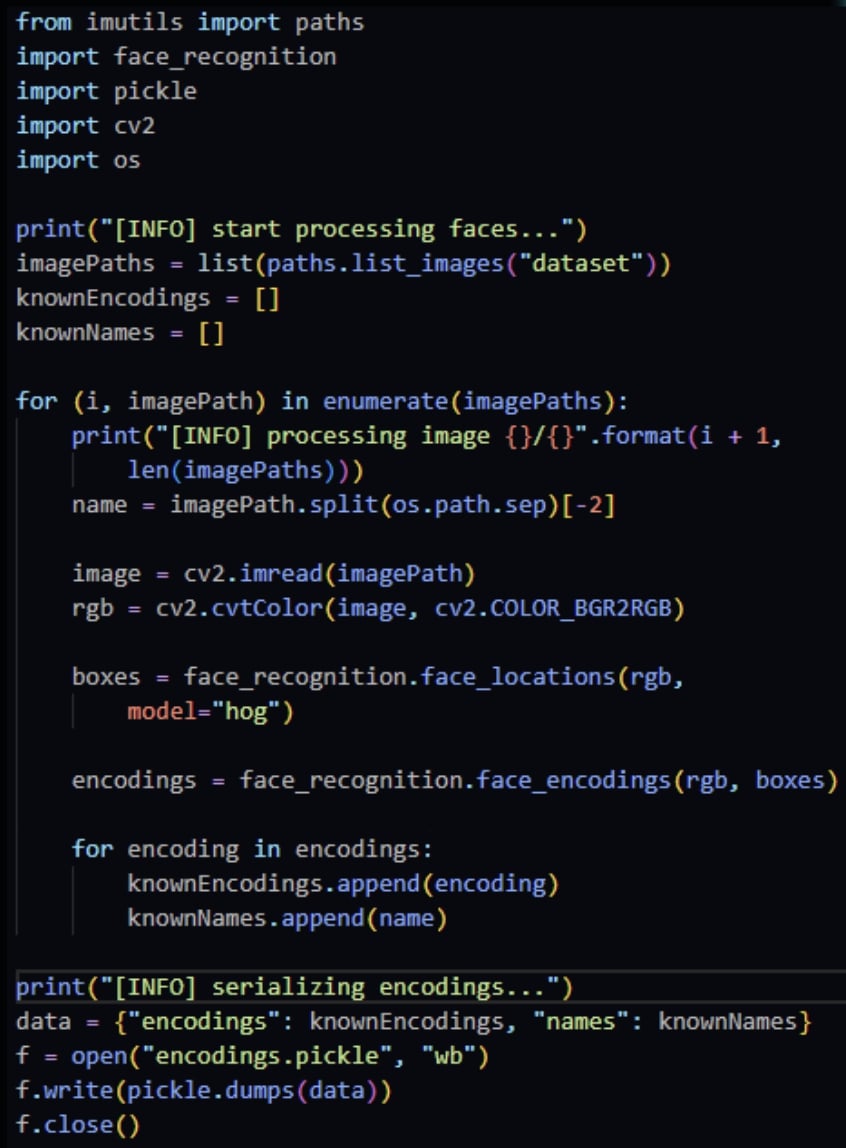 from imutils import paths
import face_recognition
import pickle
import cv2
import os

print("[INFO] start processing faces...")
imagePaths = list(paths.list_images("dataset"))
knownEncodings = []
knownNames = []

for (i, imagePath) in enumerate(imagePaths):
    print("[INFO] processing image {}/{}".format(i + 1,
        len(imagePaths)))
    name = imagePath.split(os.path.sep)[-2]

    image = cv2.imread(imagePath)
    rgb = cv2.cvtColor(image, cv2.COLOR_BGR2RGB)

    boxes = face_recognition.face_locations(rgb,
        model="hog")

    encodings = face_recognition.face_encodings(rgb, boxes)

    for encoding in encodings:
        knownEncodings.append(encoding)
        knownNames.append(name)

print("[INFO] serializing encodings...")
data = {"encodings": knownEncodings, "names": knownNames}
f = open("encodings.pickle", "wb")
f.write(pickle.dumps(data))
f.close()